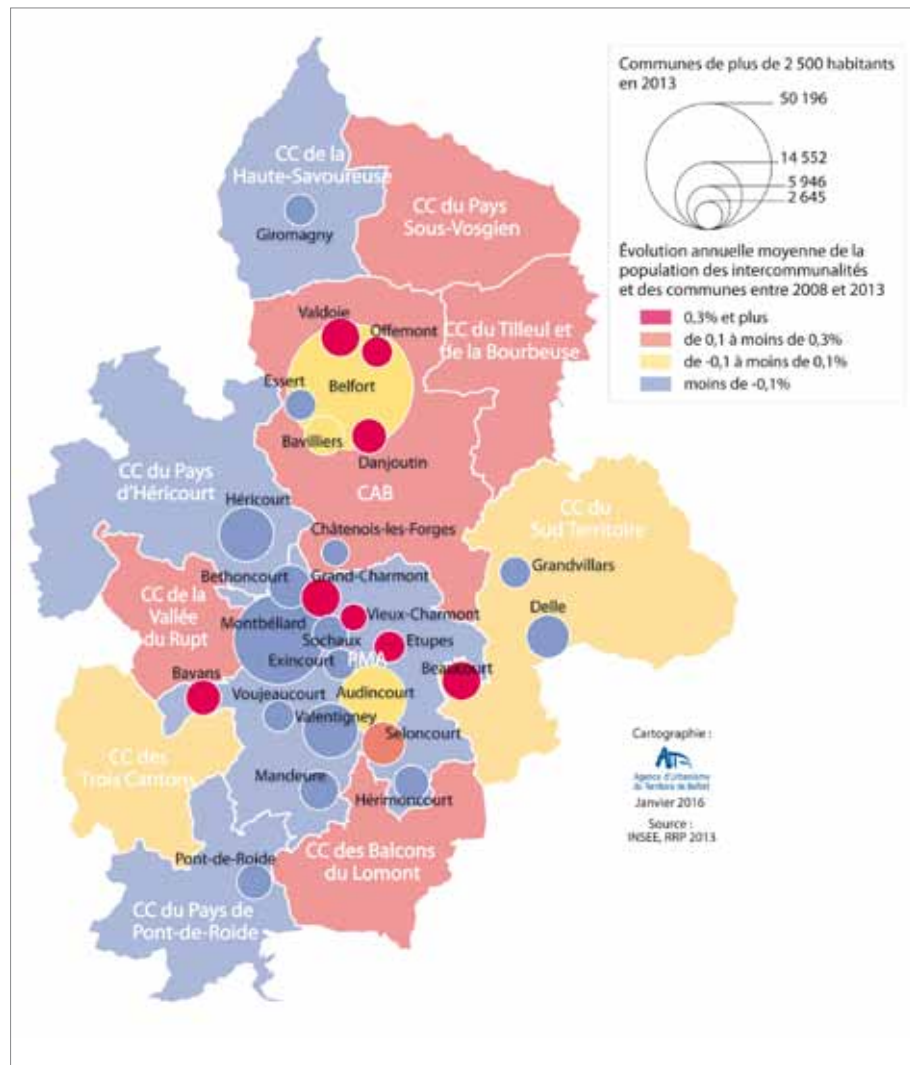 Communes de plus de 2 500 habitants
en 2013
50 196
14 552
5 946
2 645
Évolution annuelle moyenne de la
population des intercommunalités
et des communes entre 2008 et 2013
0,3% et plus
de 0,1 à moins de 0,3%
de -0,1 à moins de 0,1%
moins de -0,1%
CC de la
Haute-Savoureuse
Giromagny
CC du Pays
Sous-Vosgien
Valdoie
Offemont
CC du Tilleul et
de la Bourbeuse
Essert
Belfort
Bavilliers
Danjoutin
CAB
CC du Pays
d'Héricourt
Héricourt
Châtenois-les-Forges
CC du
Sud Territoire
Grandvillars
Delle
Bethoncourt
Grand-Charmont
CC de la
Vallée
du Rupt
Montbéliard
Vieux-Charmont
Sochaux
Etupes
Exincourt
PMA
Beaucourt
Bavans
Voujeaucourt
Audincourt
Valentigney
Seloncourt
CC des
Trois Cantons
Mandeure
Hérimoncourt
Pont-de-Roide
CC des Balcons
du Lomont
CC du Pays de
Pont-de-Roide
Cartographie :
Agence d'Urbanisme
du Territoire de Belfort
Janvier 2016
Source :
INSEE, RRP 2013